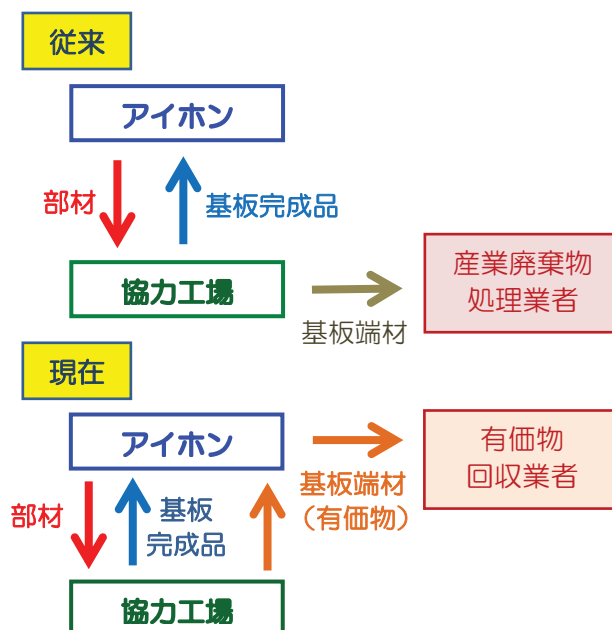 従来
アイホン
部材
基板完成品
協力工場
基板端材
産業廃棄物
処理業者
現在
アイホン
部材
基板
完成品
基板端材
（有価物）
有価物
回収業者
協力工場